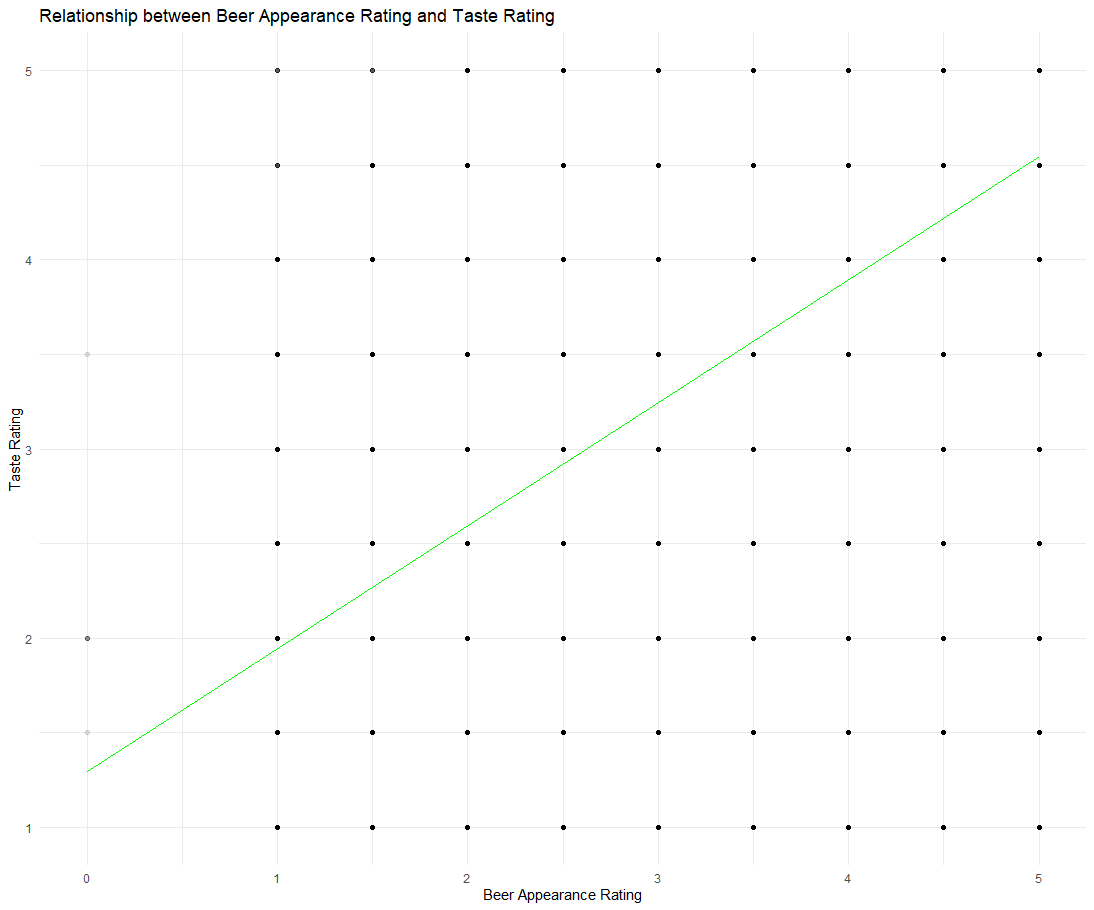 Relationship between Beer Appearance Rating and Taste Rating
5
4
3
2
1
Taste Rating
0 1 2 3 4 5
Beer Appearance Rating